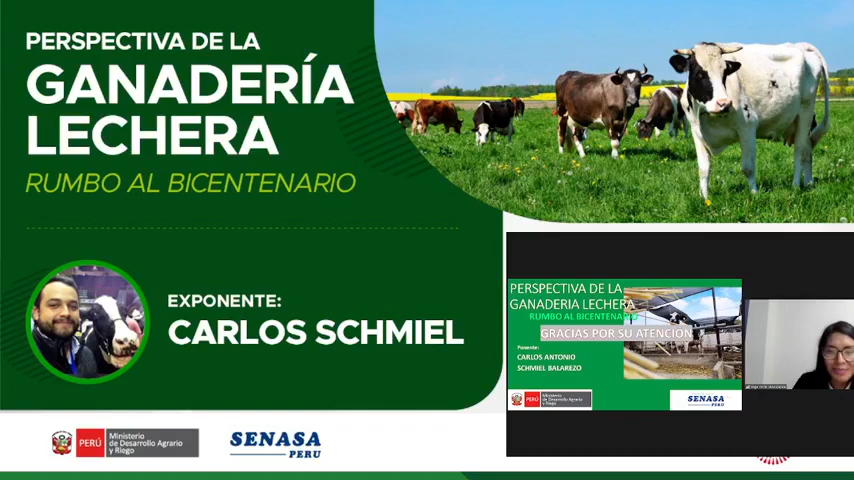 PERSPECTIVA DE LA
GANADERÍA
LECHERA
RUMBO AL BICENTENARIO
EXPONENTE:
CARLOS SCHMIEL
PERÚ
Ministerio
de Desarrollo Agrario
y Riego
SENASA
PERU
PERSPECTIVA DE LA
GANADERIA LECHERA
RUMBO AL BICENTENARIO
GRACIAS POR SU ATENCION
Ponente:
CARLOS ANTONIO
SCHMIEL BALAREZO
PERÚ
Ministerio
de Desarrollo Agrario
y Riego
SENASA
PERU